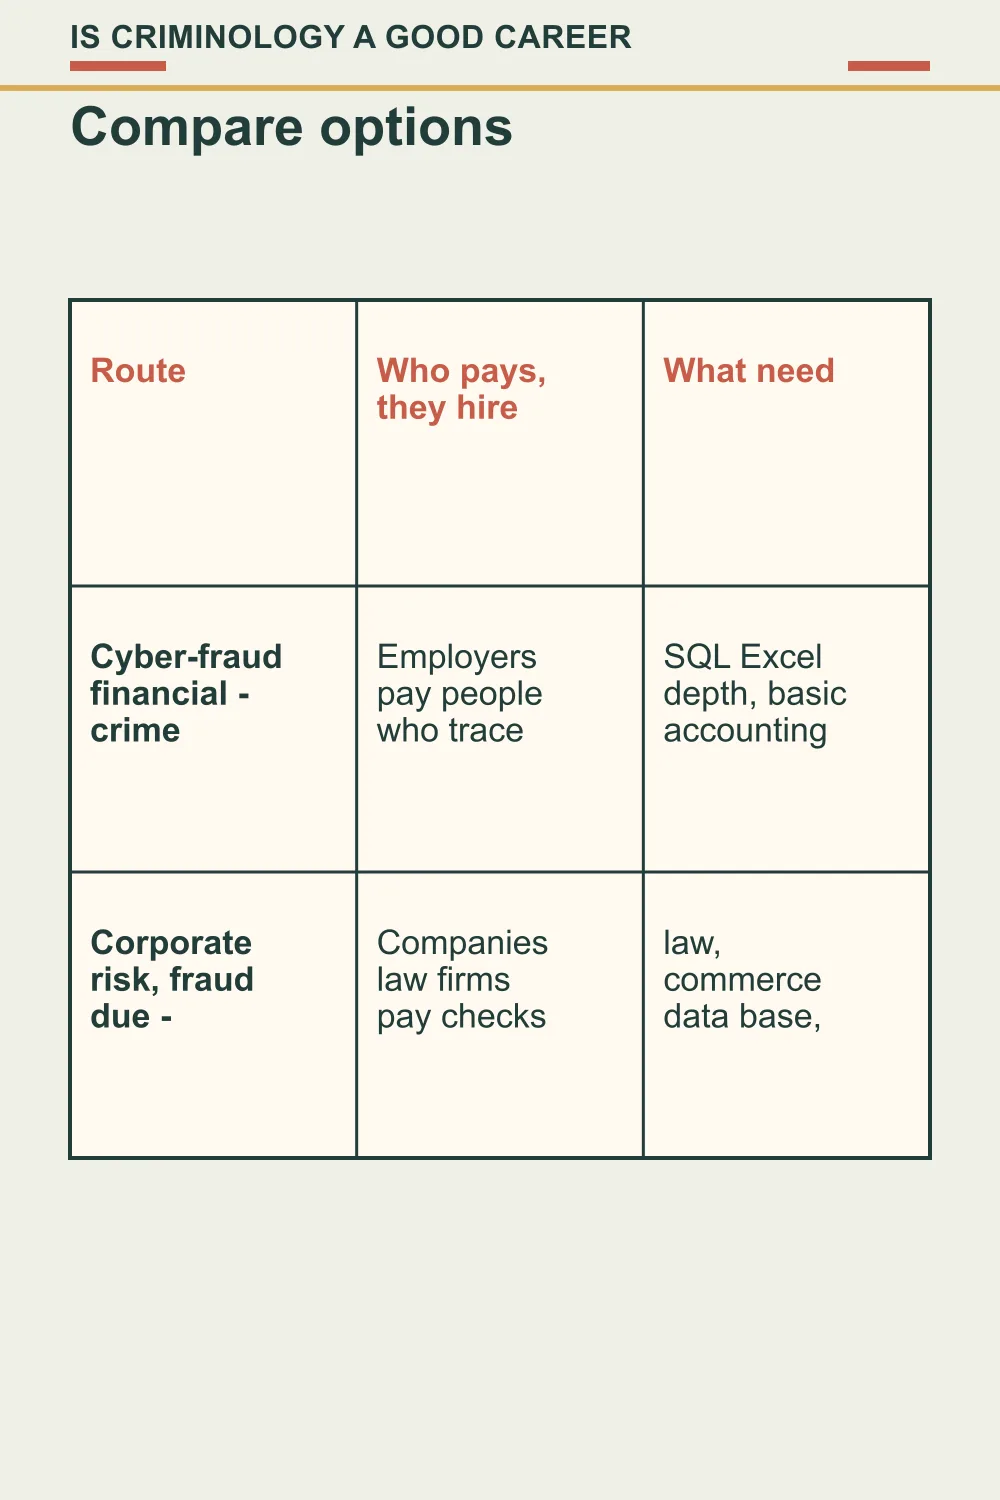 IS CRIMINOLOGY A GOOD CAREER
Compare options
Route
Who pays,
they hire
What need
Cyber-fraud
financial -
crime
Employers
pay people
who trace
SQL Excel
depth, basic
accounting
Corporate
risk, fraud
due -
Companies
law firms
pay checks
law,
commerce
data base,